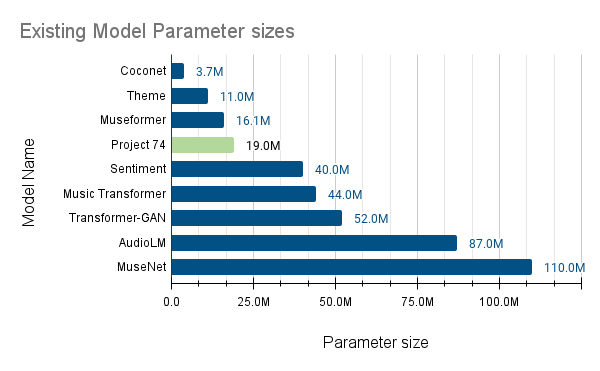 Existing Model Parameter sizes
Model Name
Coconet 3.7M
Theme 11.0M
Museformer 16.1M
Project 74 19.0M
Sentiment 40.0M
Music Transformer 44.0M
Transformer-GAN 52.0M
AudioLM 87.0M
MuseNet 110.0M
0.0 25.0M 50.0M 75.0M 100.0M
Parameter size